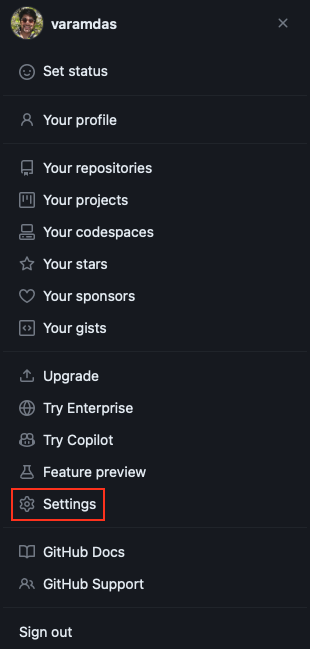 varamdas
Set status
Your profile
Your repositories
Your projects
Your codespaces
Your stars
Your sponsors
Your gists
Upgrade
Try Enterprise
Try Copilot
Feature preview
Settings
GitHub Docs
GitHub Support
Sign out